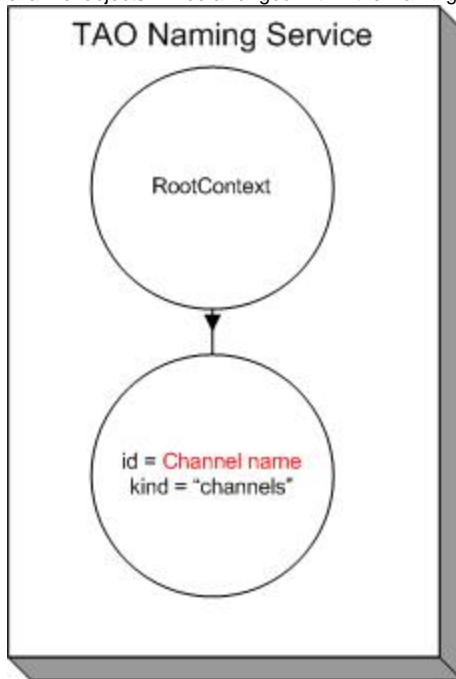 TAO Naming Service
RootContext
id = Channel name
kind = “channels”